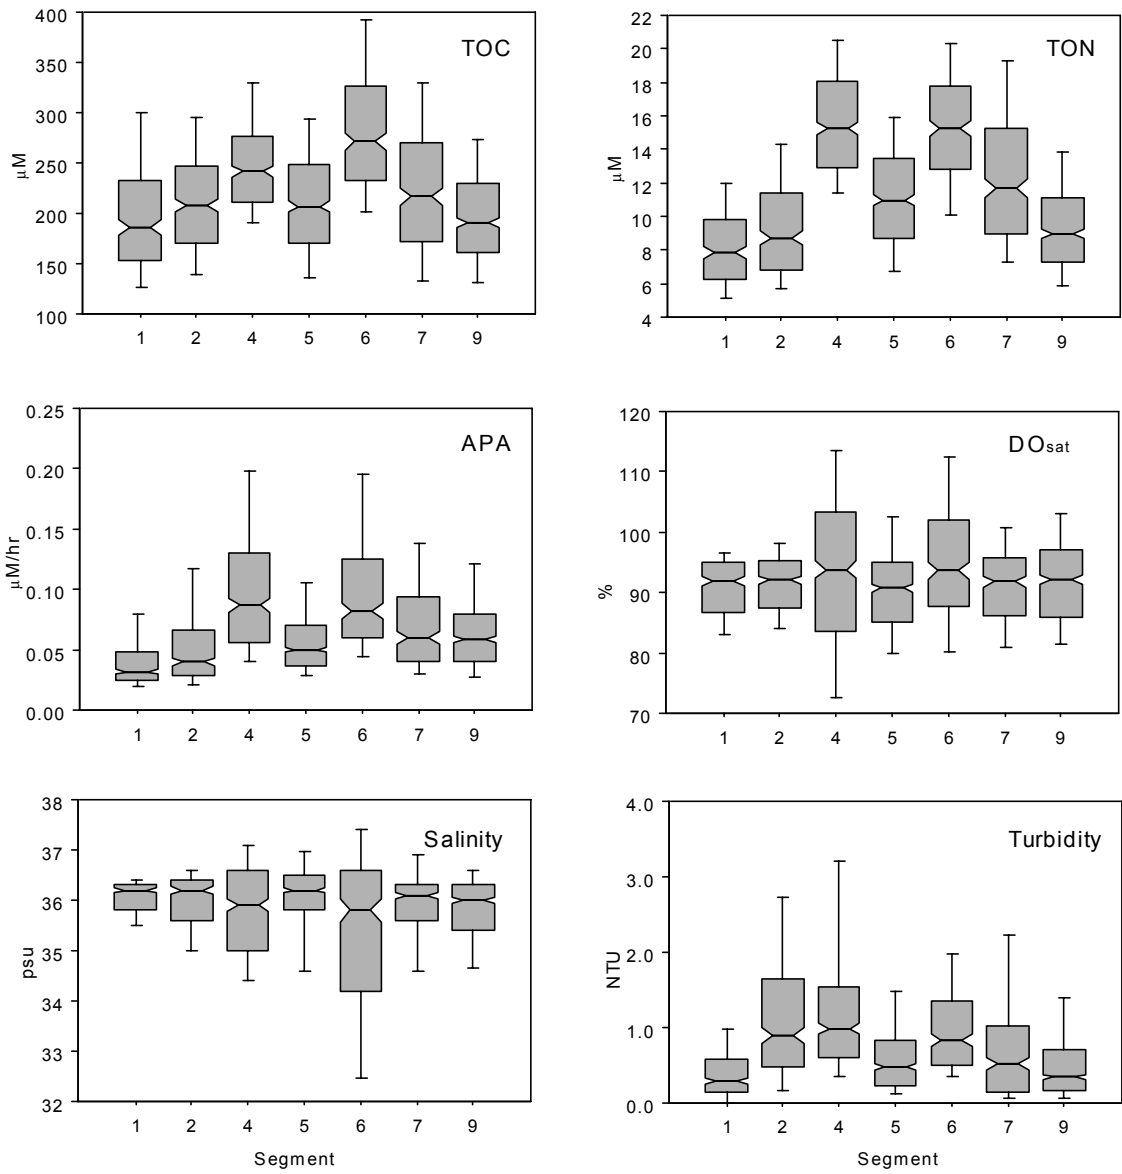 TOC
400
350
300
250
200
150
100
μM
1 2 4 5 6 7 9
TON
22
20
18
16
14
12
10
8
6
4
μM
1 2 4 5 6 7 9
APA
0.25
0.20
0.15
0.10
0.05
0.00
μM/hr
1 2 4 5 6 7 9
DOsat
120
110
100
90
80
70
%
1 2 4 5 6 7 9
Salinity
38
37
36
35
34
33
32
psu
1 2 4 5 6 7 9
Segment
Turbidity
4.0
3.0
2.0
1.0
0.0
NTU
1 2 4 5 6 7 9
Segment